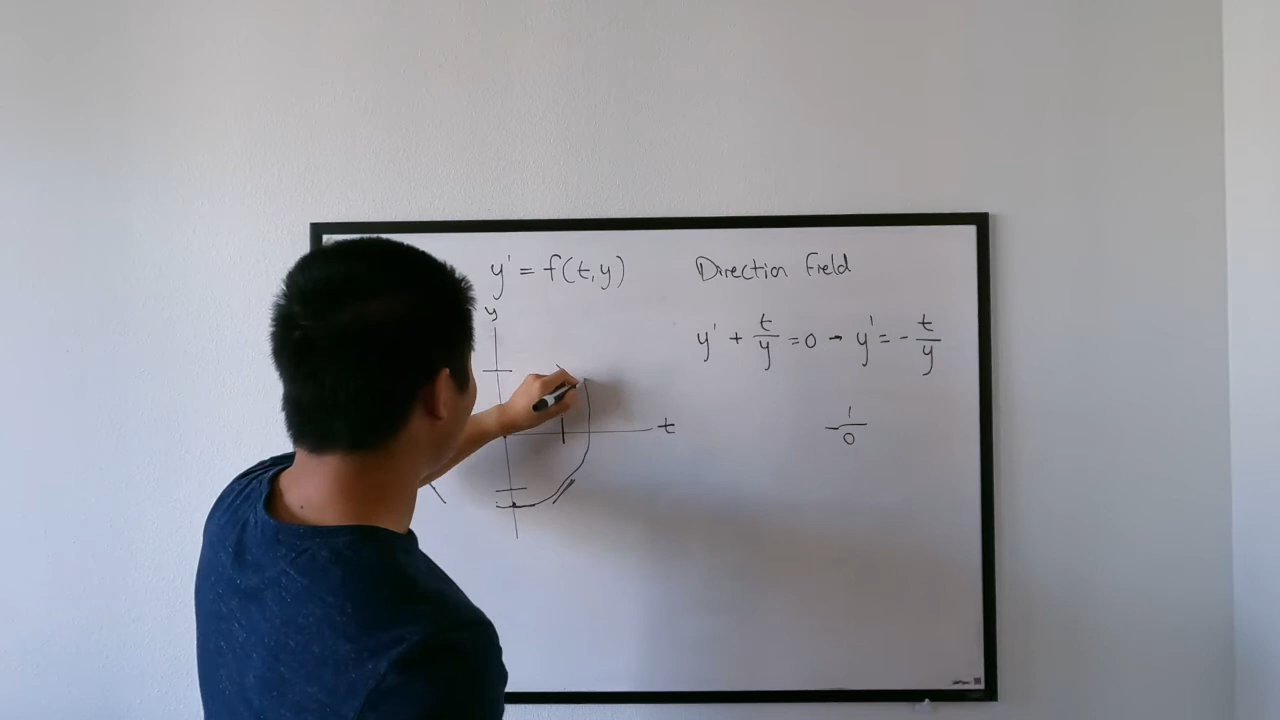 y' = f(t,y)
Direction Field
y
y' + t/y = 0 - y' = - t/y
1/0
t